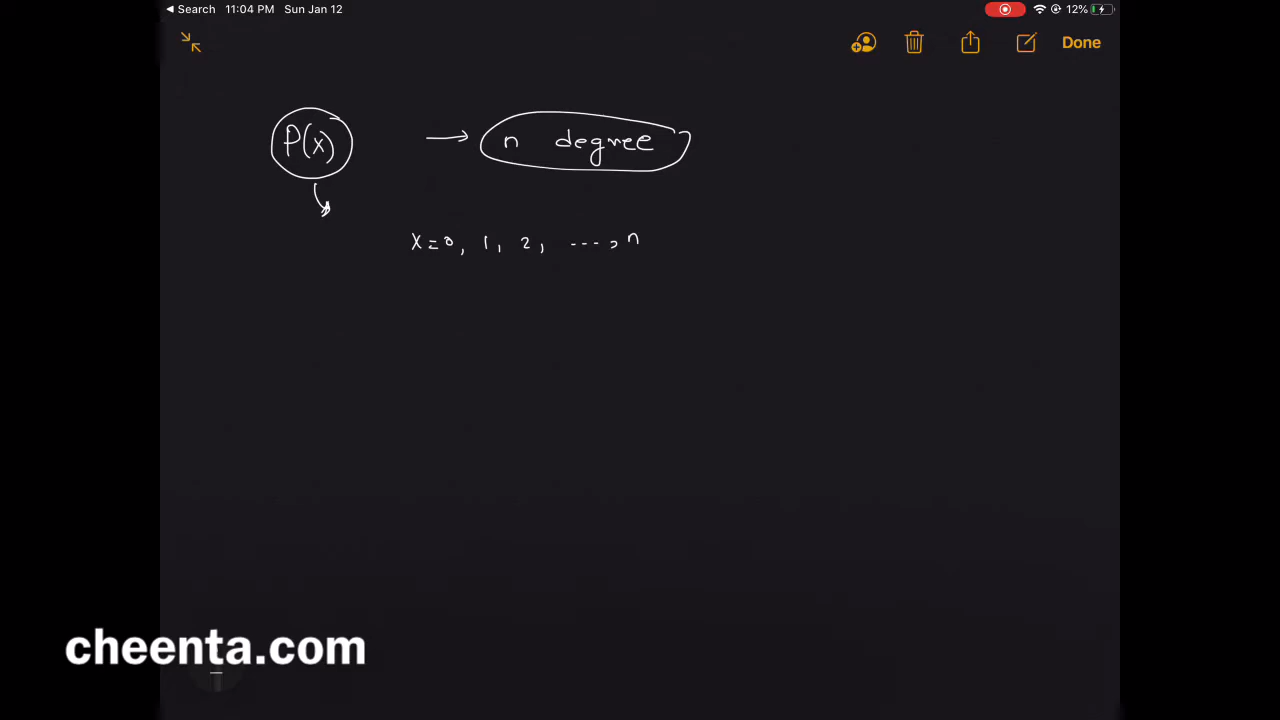 Search 11:04 PM Sun Jan 12 12%
Done
P(x) → n degree
x=0, 1, 2, ----, n
cheenta.com